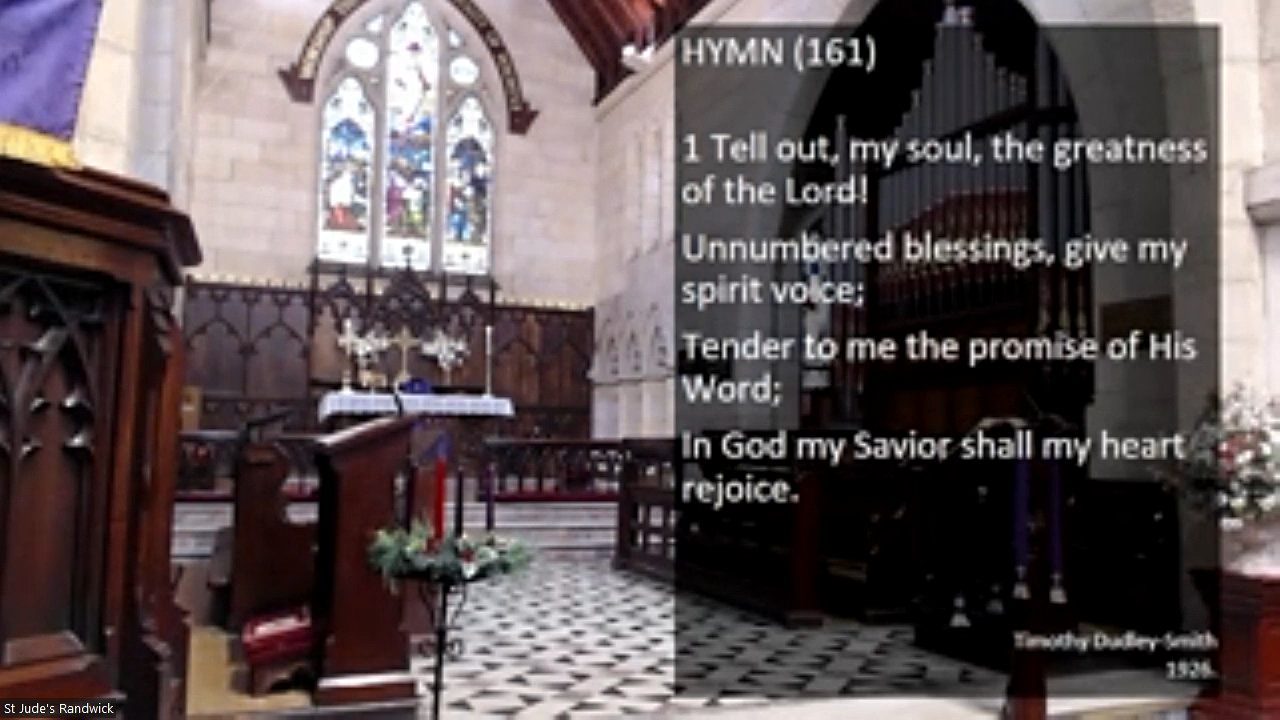 HYMN (161)
1 Tell out, my soul, the greatness
of the Lord!
Unnumbered blessings, give my
spirit voice;
Tender to me the promise of His
Word;
In God my Savior shall my heart
rejoice.
Timothy Dudley-Smith
1926.
St Jude's Randwick